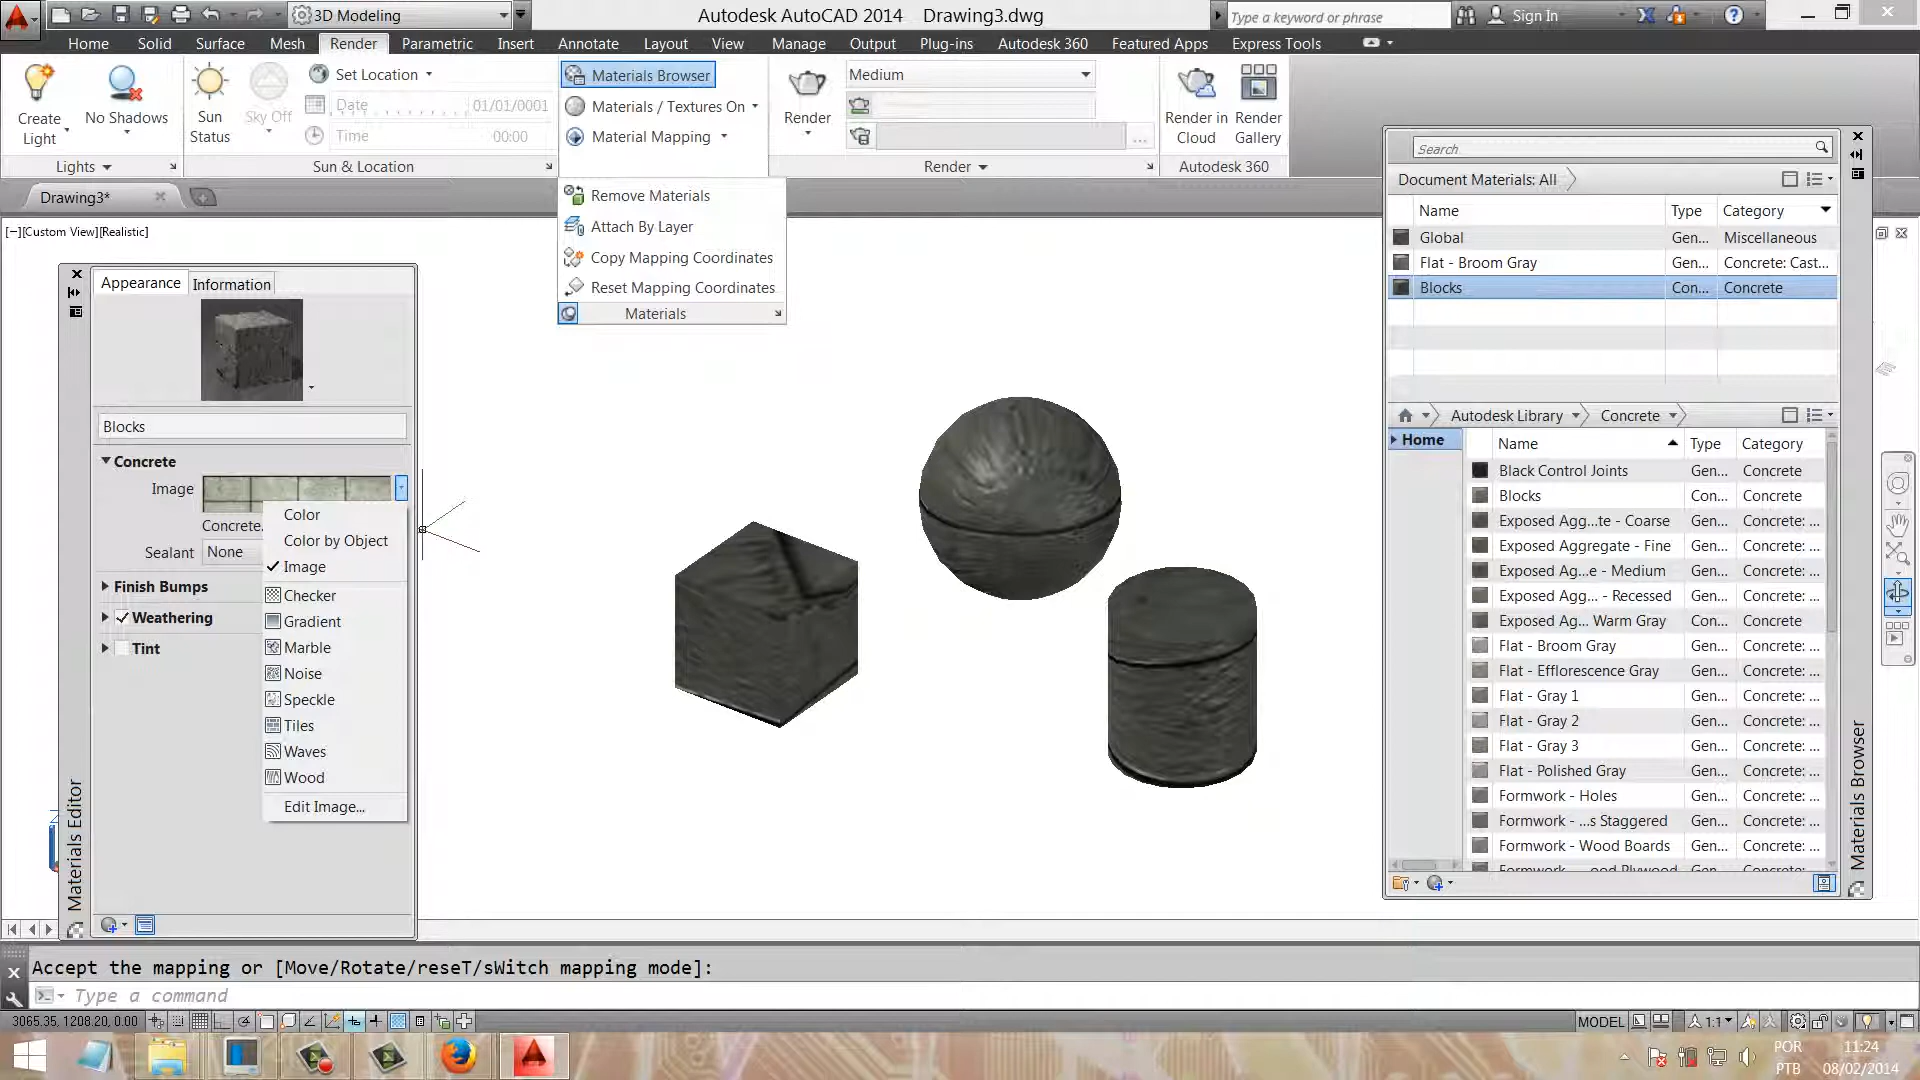 3D Modeling
Autodesk AutoCAD 2014 Drawing3.dwg
Type a keyword or phrase
Sign In
Home Solid Surface Mesh Render Parametric Insert Annotate Layout View Manage Output Plug-ins Autodesk 360 Featured Apps Express Tools
Create Light
No Shadows
Sun Status
Sky Off
Set Location
Date 01/01/0001
Time 00:00
Materials Browser
Materials / Textures On
Material Mapping
Render
Medium
Render in Cloud
Render Gallery
Lights
Sun & Location
Render
Autodesk 360
Drawing3*
Remove Materials
Attach By Layer
Copy Mapping Coordinates
Reset Mapping Coordinates
Materials
[−][Custom View][Realistic]
Appearance Information
Blocks
Concrete
Image
Concrete.
Sealant None
Finish Bumps
Weathering
Tint
Color
Color by Object
Image
Checker
Gradient
Marble
Noise
Speckle
Tiles
Waves
Wood
Edit Image...
Materials Editor
Search
Document Materials: All
Name Type Category
Global Gen... Miscellaneous
Flat - Broom Gray Gen... Concrete: Cast...
Blocks Con... Concrete
Autodesk Library Concrete
Home
Name Type Category
Black Control Joints Gen... Concrete
Blocks Con... Concrete
Exposed Agg...te - Coarse Gen... Concrete: ...
Exposed Aggregate - Fine Gen... Concrete: ...
Exposed Ag...e - Medium Gen... Concrete: ...
Exposed Agg... - Recessed Gen... Concrete: ...
Exposed Ag... Warm Gray Gen... Concrete
Flat - Broom Gray Gen... Concrete: ...
Flat - Efflorescence Gray Gen... Concrete: ...
Flat - Gray 1 Gen... Concrete: ...
Flat - Gray 2 Gen... Concrete: ...
Flat - Gray 3 Gen... Concrete: ...
Flat - Polished Gray Gen... Concrete: ...
Formwork - Holes Gen... Concrete: ...
Formwork - ...s Staggered Gen... Concrete: ...
Formwork - Wood Boards Gen... Concrete: ...
Materials Browser
Accept the mapping or [Move/Rotate/reseT/sWitch mapping mode]:
Type a command
3065.35, 1208.20, 0.00
MODEL
1:1
POR
PTB
11:24
08/02/2014